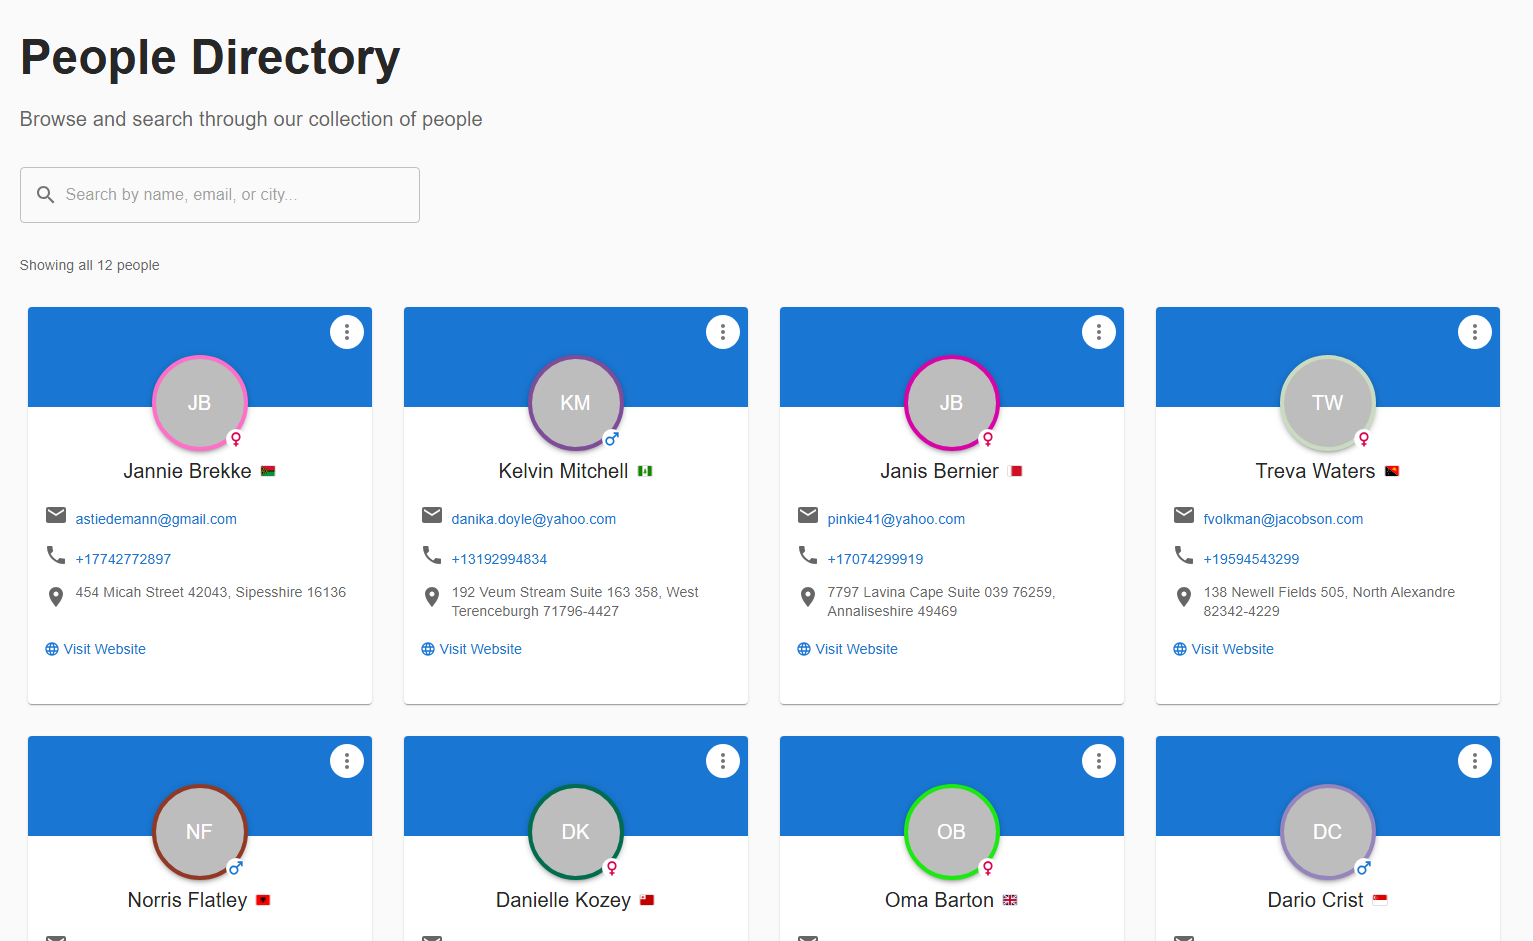 People Directory
Browse and search through our collection of people
Search by name, email, or city...
Showing all 12 people
JB
Jannie Brekke
astiedemann@gmail.com
+17742772897
454 Micah Street 42043, Sipesshire 16136
Visit Website
KM
Kelvin Mitchell
danika.doyle@yahoo.com
+13192994834
192 Veum Stream Suite 163 358, West
Terenceburgh 71796-4427
Visit Website
JB
Janis Bernier
pinkie41@yahoo.com
+17074299919
7797 Lavina Cape Suite 039 76259,
Annaliseshire 49469
Visit Website
TW
Treva Waters
fvolkman@jacobson.com
+19594543299
138 Newell Fields 505, North Alexandre
82342-4229
Visit Website
NF
Norris Flatley
DK
Danielle Kozey
OB
Oma Barton
DC
Dario Crist